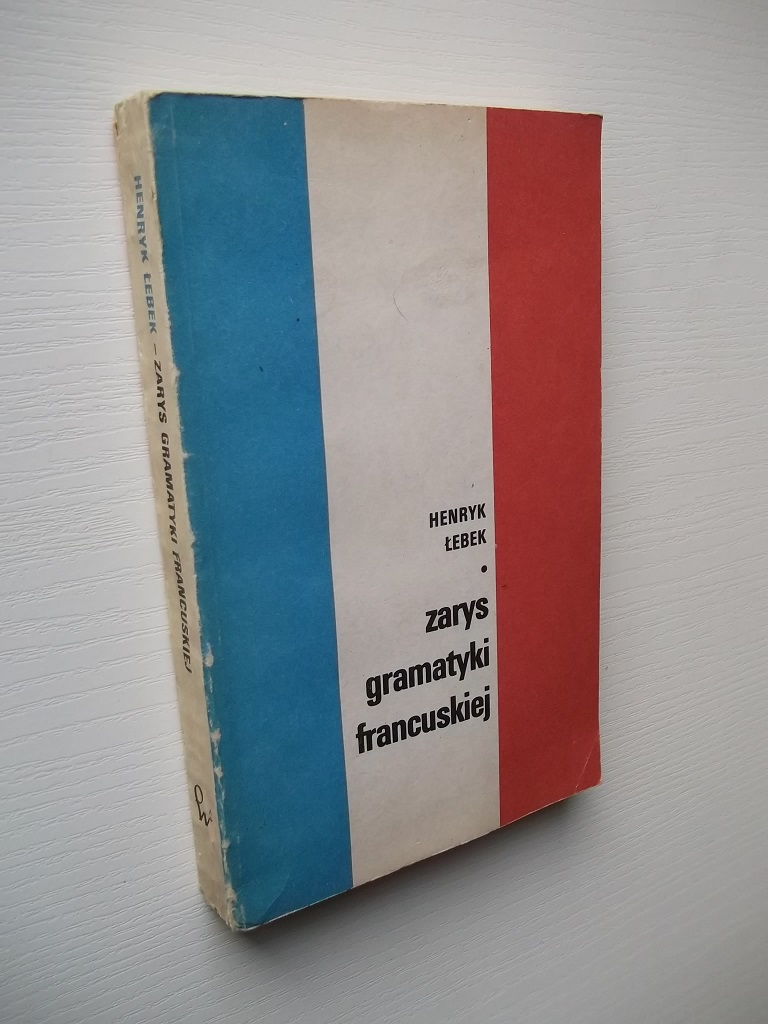 HENRYK ŁEBEK – ZARYS GRAMATYKI FRANCUSKIEJ
HENRYK
ŁEBEK
•
zarys
gramatyki
francuskiej